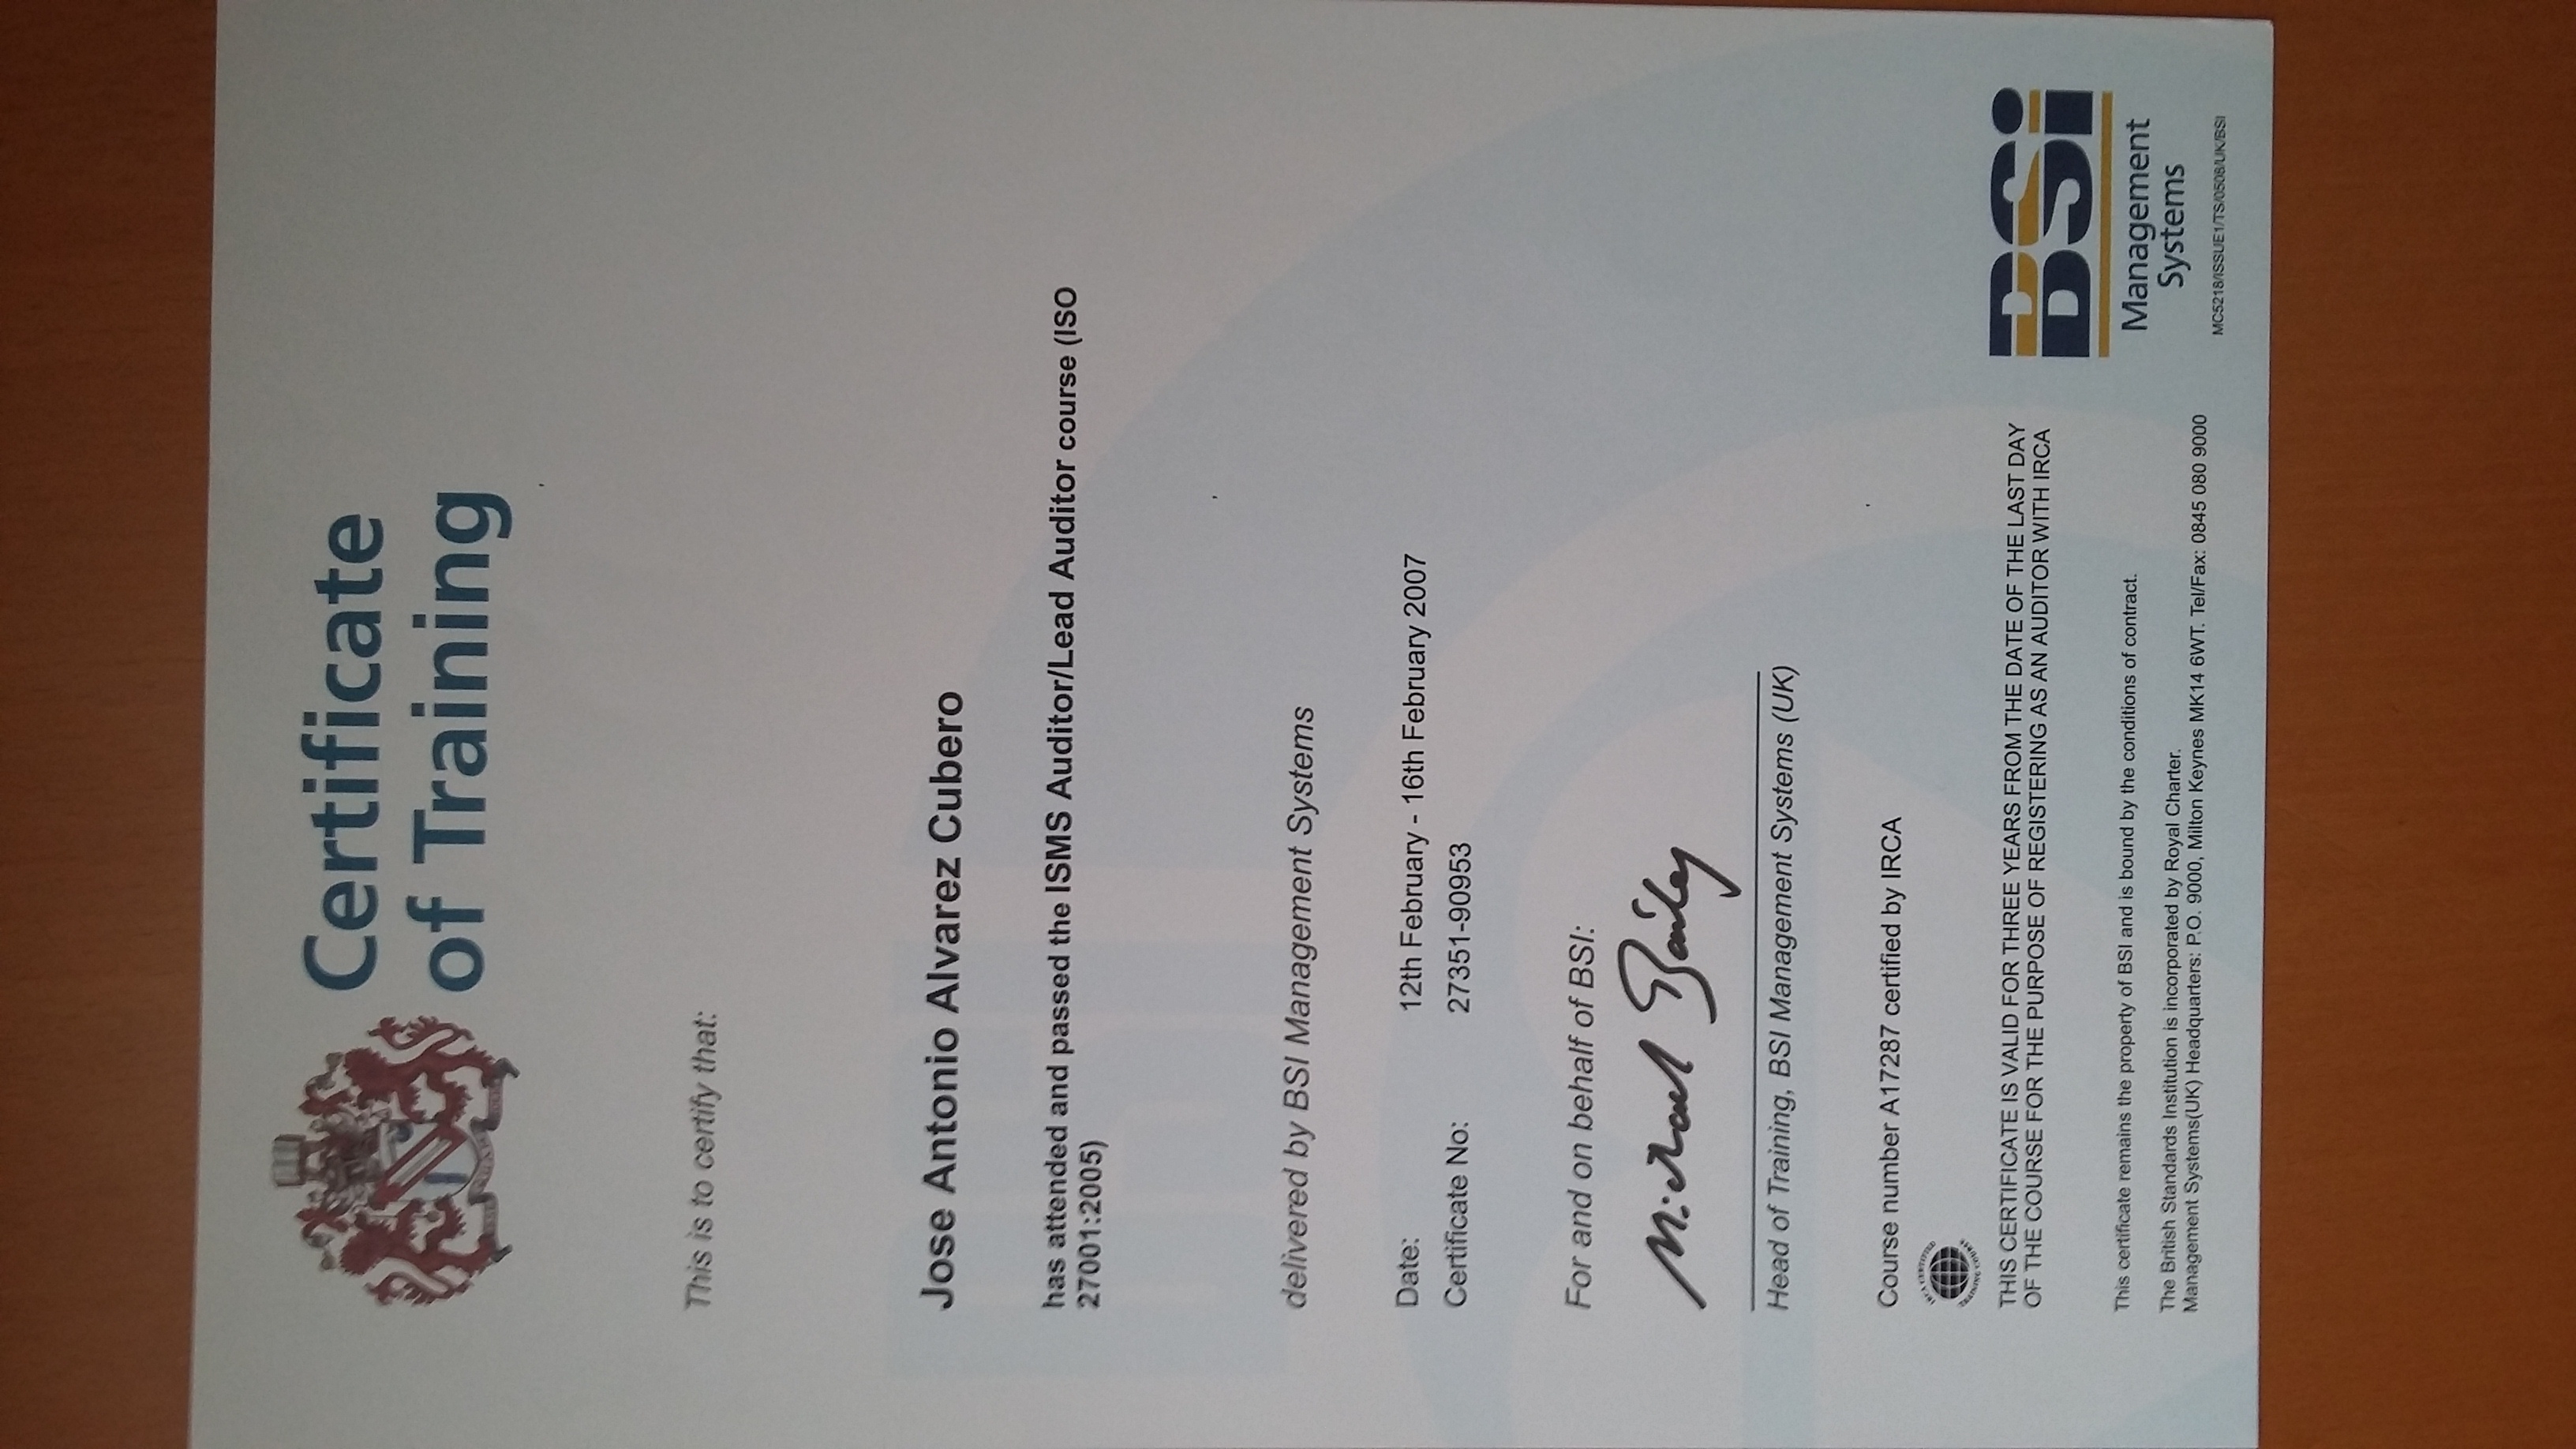 Certificate
of Training
This is to certify that:
Jose Antonio Alvarez Cubero
has attended and passed the ISMS Auditor/Lead Auditor course (ISO
27001:2005)
delivered by BSI Management Systems
Date: 12th February - 16th February 2007
Certificate No: 27351-90953
For and on behalf of BSI:
Michael Bailey
Head of Training, BSI Management Systems (UK)
Course number A17287 certified by IRCA
IRCA CERTIFIED
TRAINING COURSE
THIS CERTIFICATE IS VALID FOR THREE YEARS FROM THE DATE OF THE LAST DAY
OF THE COURSE FOR THE PURPOSE OF REGISTERING AS AN AUDITOR WITH IRCA
This certificate remains the property of BSI and is bound by the conditions of contract.
The British Standards Institution is incorporated by Royal Charter.
Management Systems(UK) Headquarters: P.O. 9000, Milton Keynes MK14 6WT. Tel/Fax: 0845 080 9000
BSi
Management
Systems
MC5218/ISSUE1/TS/0506/UK/BSI